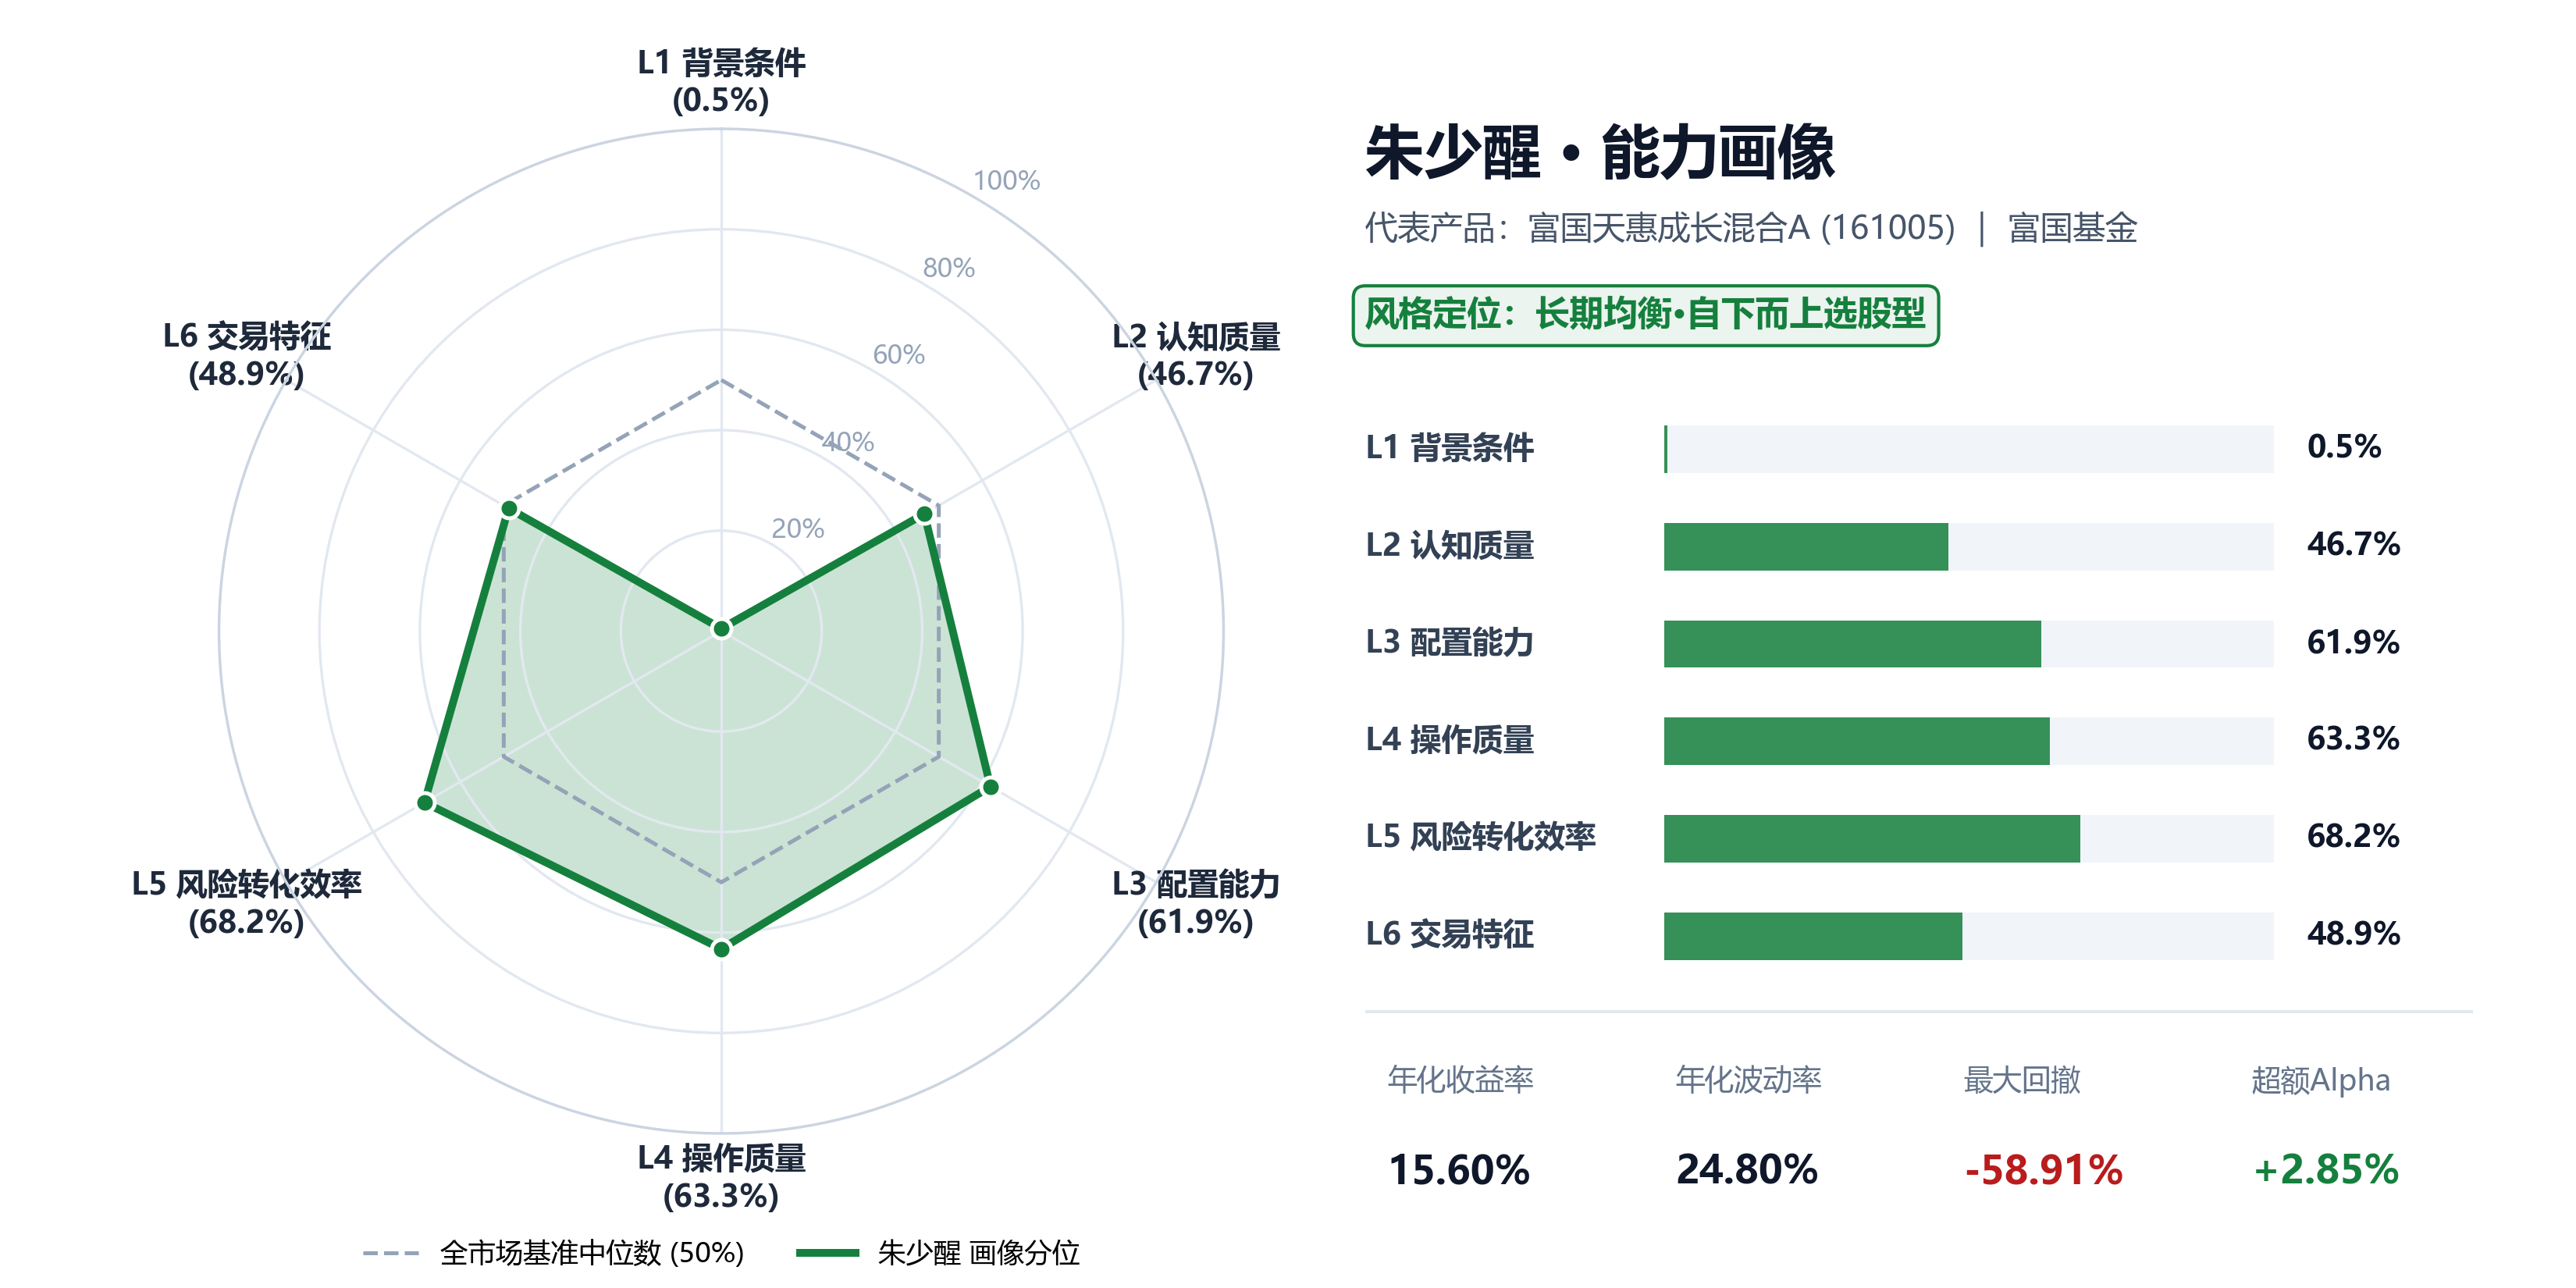 L1 背景条件
(0.5%)
100%
80%
60%
40%
20%
L6 交易特征
(48.9%)
L2 认知质量
(46.7%)
L5 风险转化效率
(68.2%)
L3 配置能力
(61.9%)
L4 操作质量
(63.3%)
全市场基准中位数 (50%)
朱少醒 画像分位
朱少醒 • 能力画像
代表产品：富国天惠成长混合A (161005) | 富国基金
风格定位：长期均衡•自下而上选股型
L1 背景条件 0.5%
L2 认知质量 46.7%
L3 配置能力 61.9%
L4 操作质量 63.3%
L5 风险转化效率 68.2%
L6 交易特征 48.9%
年化收益率 年化波动率 最大回撤 超额Alpha
15.60% 24.80% -58.91% +2.85%